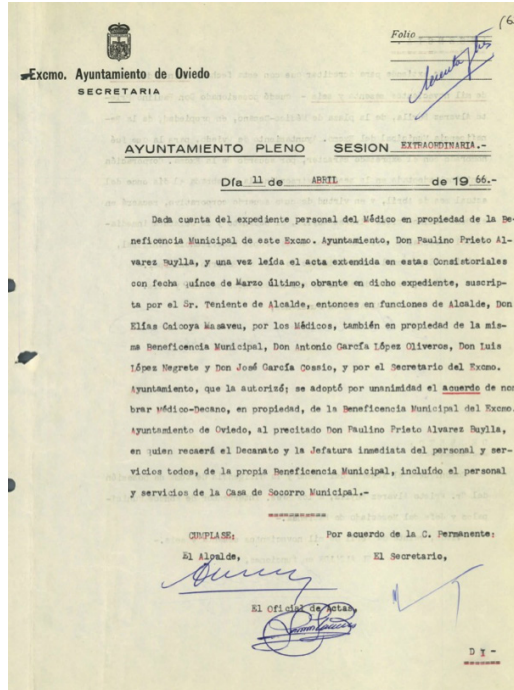 (6
Folio
Excmo. Ayuntamiento de Oviedo
SECRETARIA
AYUNTAMIENTO PLENO SESION EXTRAORDINARIA.-
Día 11 de ABRIL de 1966.-
Dada cuenta del expediente personal del Médico en propiedad de la Be-
neficencia Municipal de este Excmo. Ayuntamiento, Don Paulino Prieto Al-
varez Buylla, y una vez leída el acta extendida en estas Consistoriales
con fecha quince de Marzo último, obrante en dicho expediente, suscrip-
ta por el Sr. Teniente de Alcalde, entonces en funciones de Alcalde, Don
Elías Caicoya Masaveu, por los Médicos, también en propiedad de la mis-
ma Beneficencia Municipal, Don Antonio García López Oliveros, Don Luis
López Negrete y Don José García Cossio, y por el Secretario del Excmo.
Ayuntamiento, que la autorizó; se adoptó por unanimidad el acuerdo de nom
brar Médico-Decano, en propiedad, de la Beneficencia Municipal del Excmo.
Ayuntamiento de Oviedo, al precitado Don Paulino Prieto Alvarez Buylla,
en quien recaerá el Decanato y la Jefatura inmediata del personal y ser-
vicios todos, de la propia Beneficencia Municipal, incluído el personal
y servicios de la Casa de Socorro Municipal.-
CUMPLASE: Por acuerdo de la C. Permanente:
El Alcalde, El Secretario,
El Oficial de Actas,
D Y -